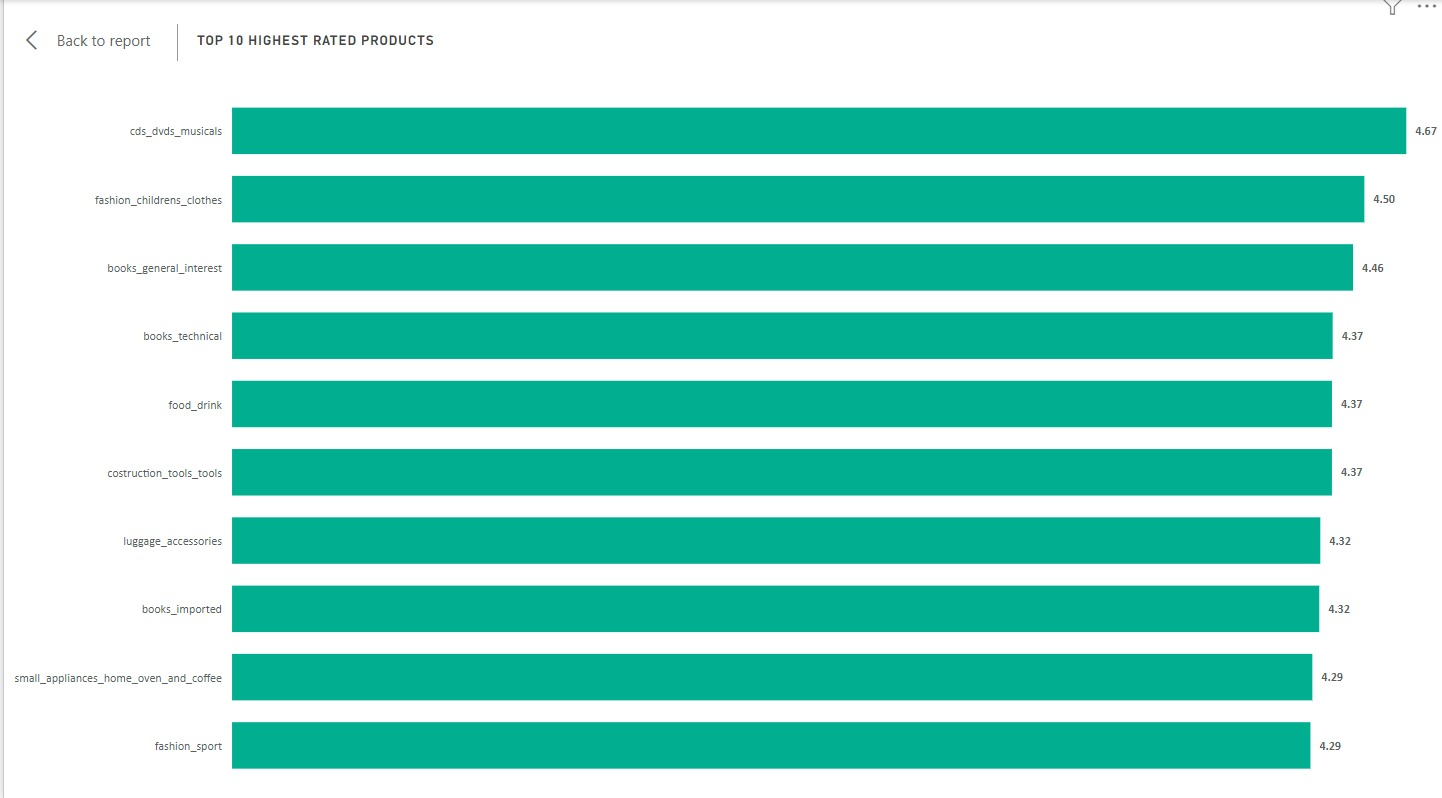 Back to report
TOP 10 HIGHEST RATED PRODUCTS
cds_dvds_musicals 4.67
fashion_childrens_clothes 4.50
books_general_interest 4.46
books_technical 4.37
food_drink 4.37
costruction_tools_tools 4.37
luggage_accessories 4.32
books_imported 4.32
small_appliances_home_oven_and_coffee 4.29
fashion_sport 4.29